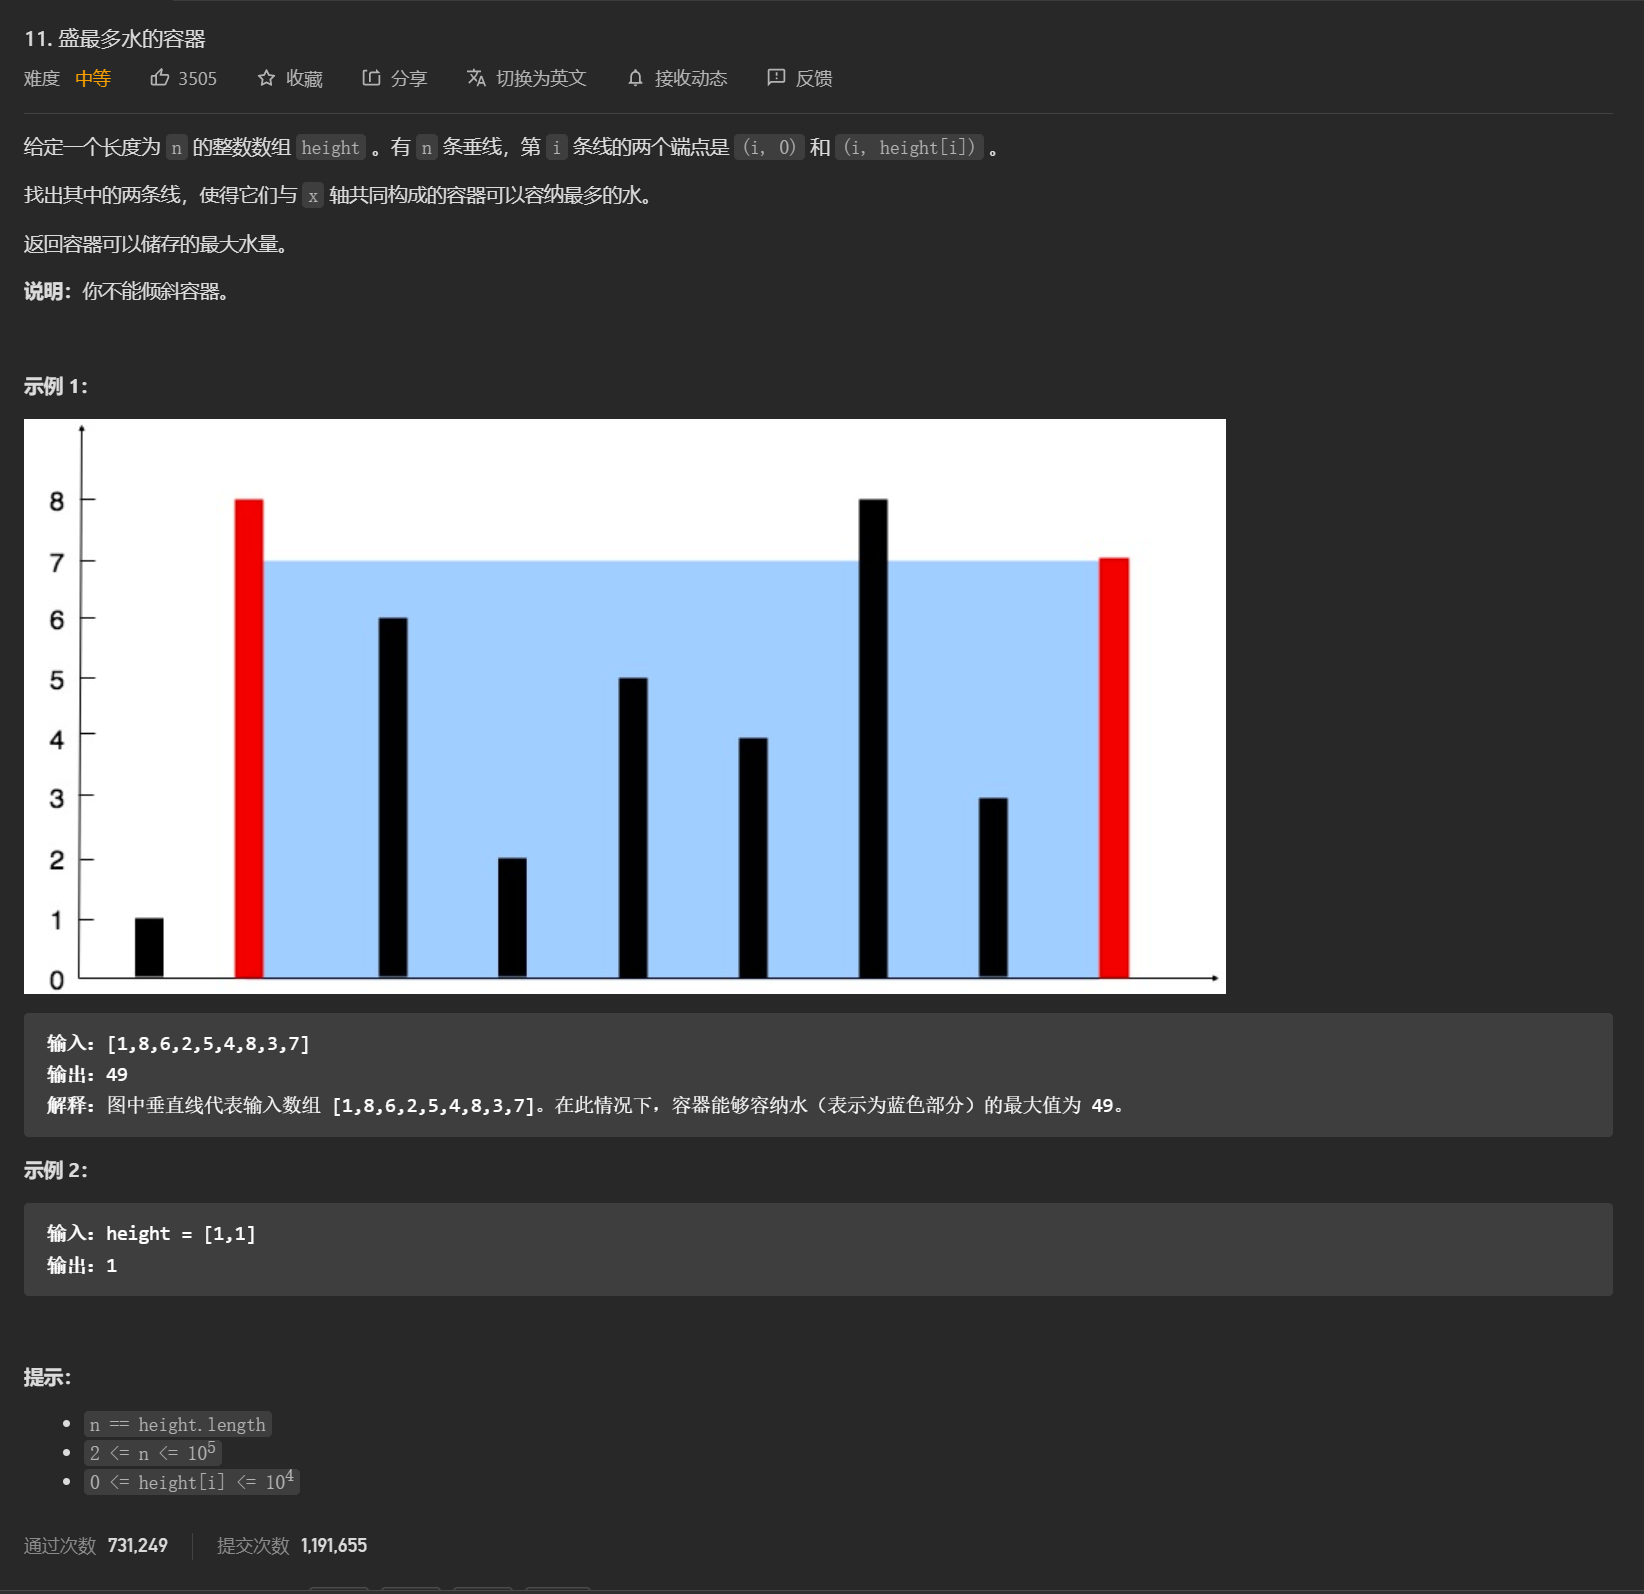 11. 盛最多水的容器
难度 中等 3505 收藏 分享 切换为英文 接收动态 反馈
给定一个长度为 n 的整数数组 height 。有 n 条垂线，第 i 条线的两个端点是 (i, 0) 和 (i, height[i]) 。
找出其中的两条线，使得它们与 x 轴共同构成的容器可以容纳最多的水。
返回容器可以储存的最大水量。
说明：你不能倾斜容器。
示例 1：
8
7
6
5
4
3
2
1
0
输入：[1,8,6,2,5,4,8,3,7]
输出：49
解释：图中垂直线代表输入数组 [1,8,6,2,5,4,8,3,7]。在此情况下，容器能够容纳水（表示为蓝色部分）的最大值为 49。
示例 2：
输入：height = [1,1]
输出：1
提示：
n == height.length
2 <= n <= 10⁵
0 <= height[i] <= 10⁴
通过次数 731,249 提交次数 1,191,655